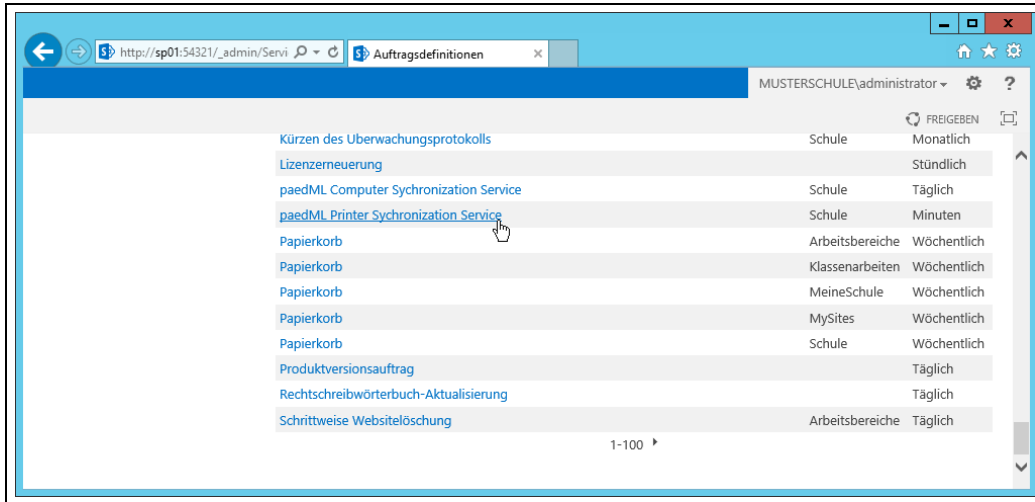 http://sp01:54321/_admin/Servi
Auftragsdefinitionen
MUSTERSCHULE\administrator
FREIGEBEN
Kürzen des Überwachungsprotokolls Schule Monatlich
Lizenzerneuerung Stündlich
paedML Computer Sychronization Service Schule Täglich
paedML Printer Sychronization Service Schule Minuten
Papierkorb Arbeitsbereiche Wöchentlich
Papierkorb Klassenarbeiten Wöchentlich
Papierkorb MeineSchule Wöchentlich
Papierkorb MySites Wöchentlich
Papierkorb Schule Wöchentlich
Produktversionsauftrag Täglich
Rechtschreibwörterbuch-Aktualisierung Täglich
Schrittweise Websitelöschung Arbeitsbereiche Täglich
1-100